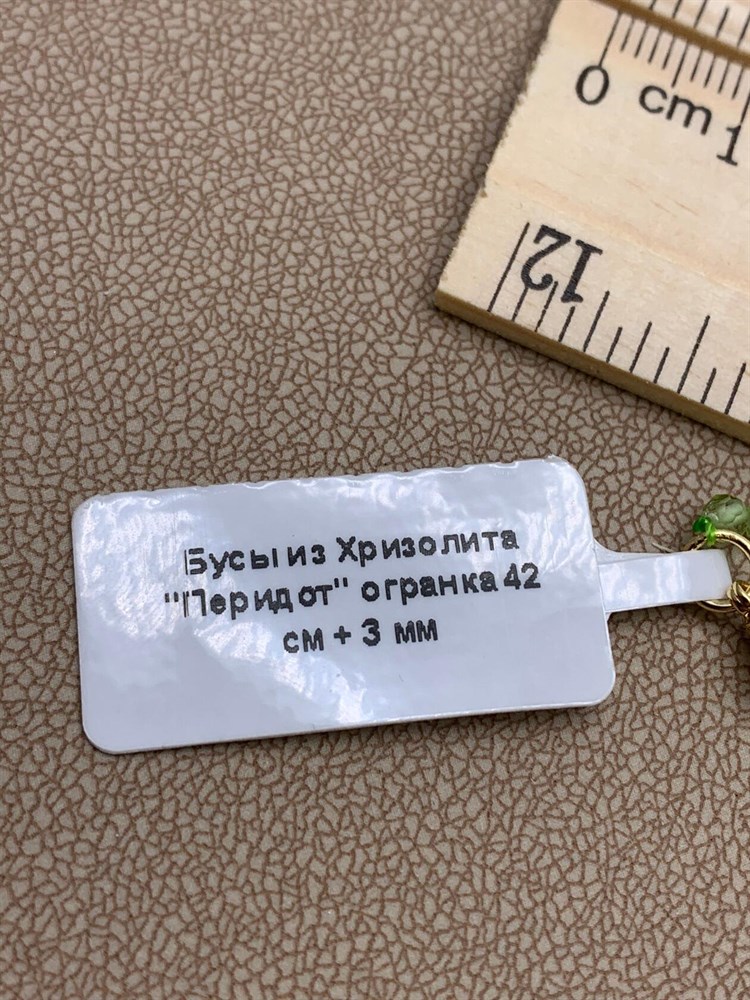 0 cm 1
12
Бусы из Хризолита
"Перидот" огранка 42
см + 3 мм